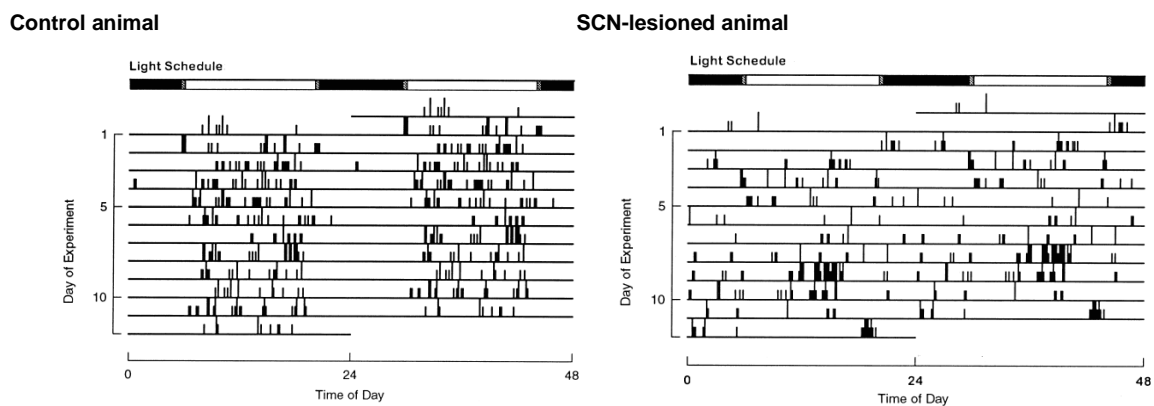 Control animal
Light Schedule
Day of Experiment
1
5
10
0
24
48
Time of Day
SCN-lesioned animal
Light Schedule
Day of Experiment
1
5
10
0
24
48
Time of Day